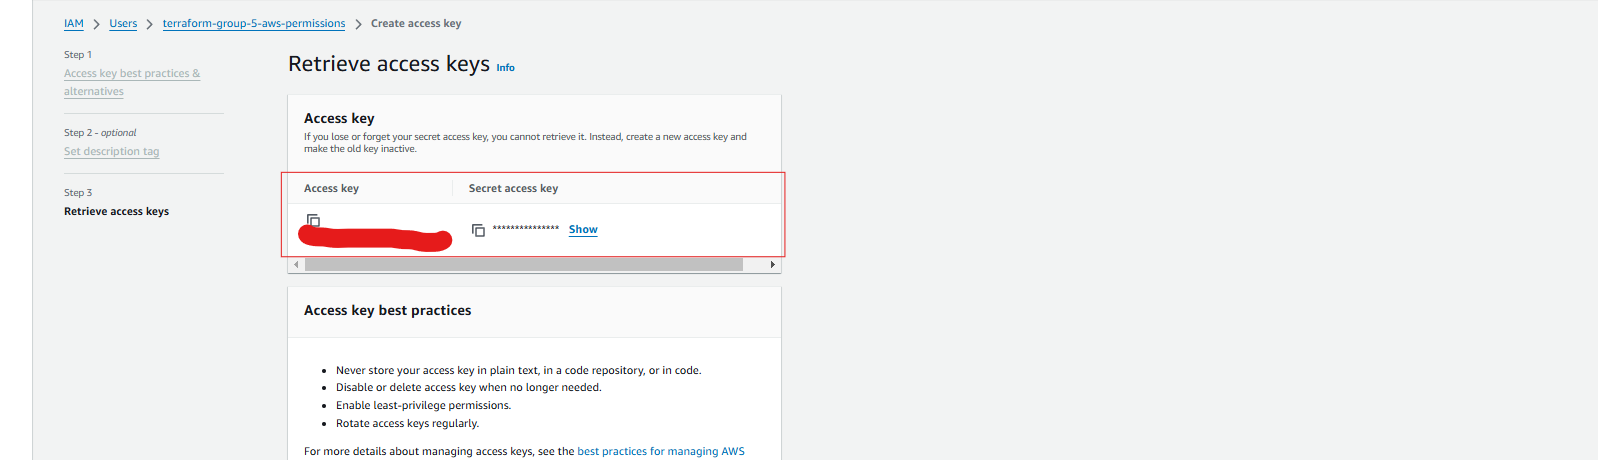 IAM > Users > terraform-group-5-aws-permissions > Create access key
Step 1
Access key best practices &
alternatives
Step 2 - optional
Set description tag
Step 3
Retrieve access keys
Retrieve access keys Info
Access key
If you lose or forget your secret access key, you cannot retrieve it. Instead, create a new access key and
make the old key inactive.
Access key Secret access key
*************** Show
Access key best practices
• Never store your access key in plain text, in a code repository, or in code.
• Disable or delete access key when no longer needed.
• Enable least-privilege permissions.
• Rotate access keys regularly.
For more details about managing access keys, see the best practices for managing AWS